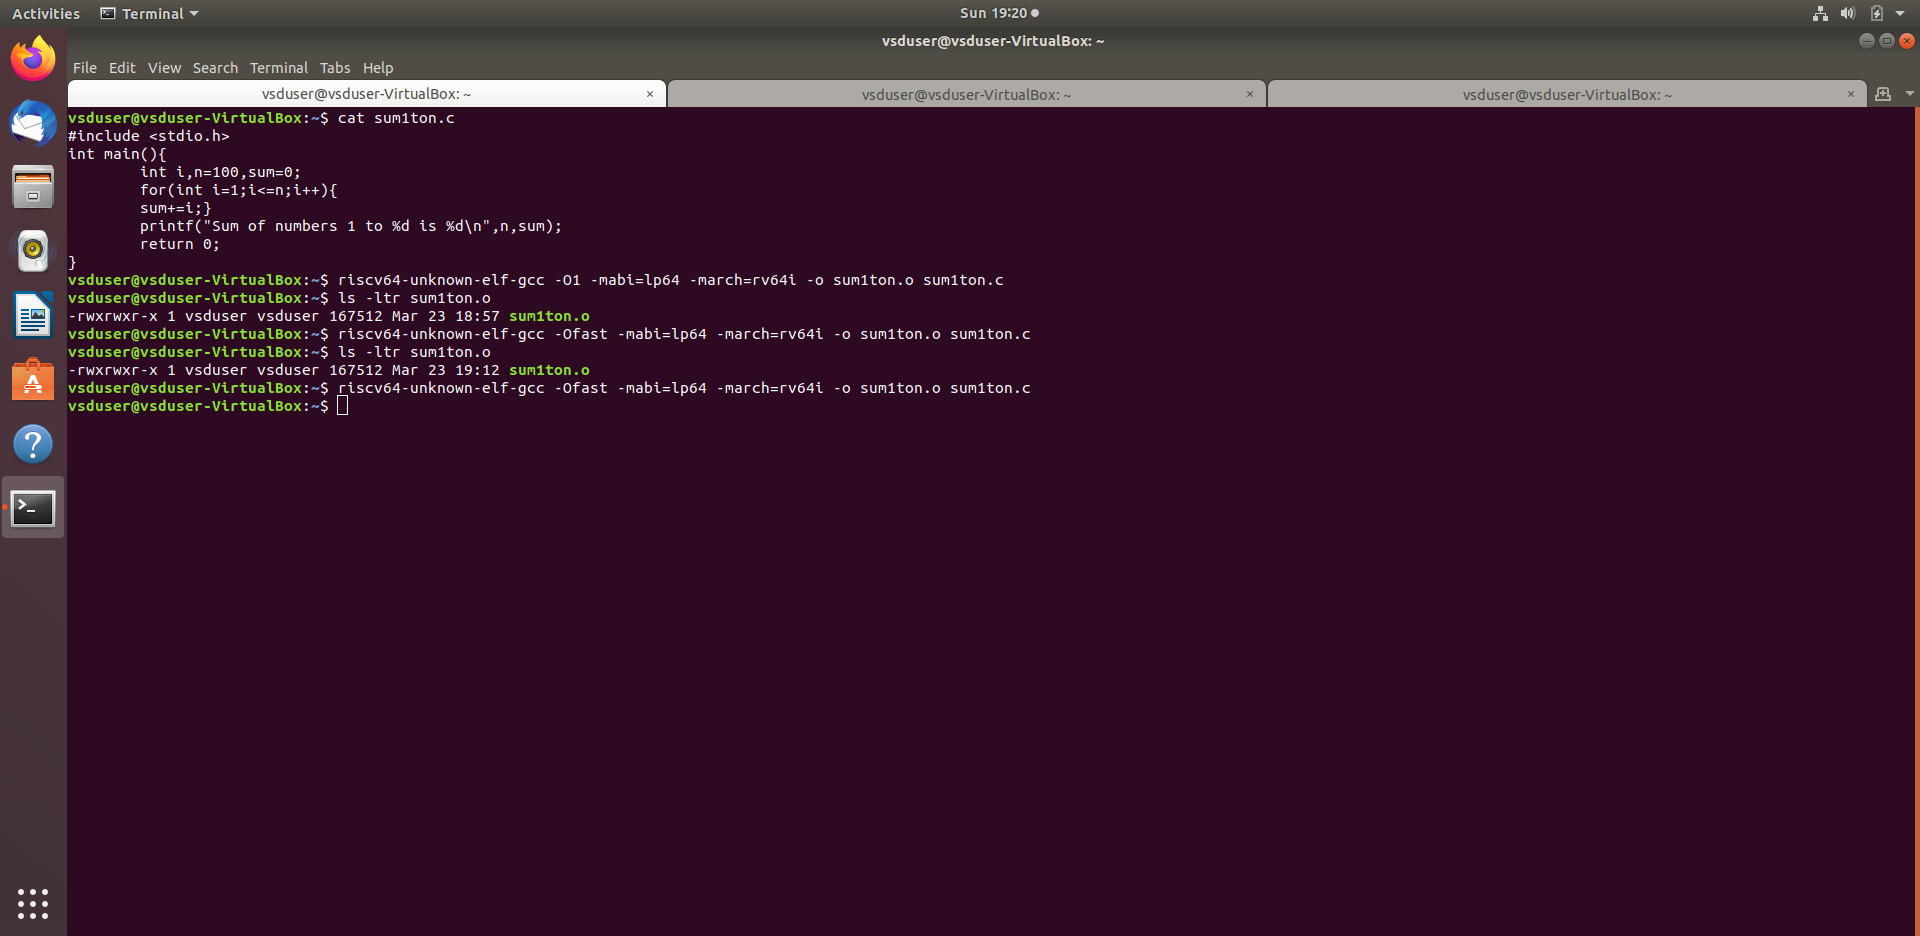 Activities
Terminal
Sun 19:20
vsduser@vsduser-VirtualBox: ~
File Edit View Search Terminal Tabs Help
vsduser@vsduser-VirtualBox: ~ × vsduser@vsduser-VirtualBox: ~ × vsduser@vsduser-VirtualBox: ~ ×
vsduser@vsduser-VirtualBox:~$ cat sum1ton.c
#include <stdio.h>
int main(){
        int i,n=100,sum=0;
        for(int i=1;i<=n;i++){
        sum+=i;}
        printf("Sum of numbers 1 to %d is %d\n",n,sum);
        return 0;
}
vsduser@vsduser-VirtualBox:~$ riscv64-unknown-elf-gcc -O1 -mabi=lp64 -march=rv64i -o sum1ton.o sum1ton.c
vsduser@vsduser-VirtualBox:~$ ls -ltr sum1ton.o
-rwxrwxr-x 1 vsduser vsduser 167512 Mar 23 18:57 sum1ton.o
vsduser@vsduser-VirtualBox:~$ riscv64-unknown-elf-gcc -Ofast -mabi=lp64 -march=rv64i -o sum1ton.o sum1ton.c
vsduser@vsduser-VirtualBox:~$ ls -ltr sum1ton.o
-rwxrwxr-x 1 vsduser vsduser 167512 Mar 23 19:12 sum1ton.o
vsduser@vsduser-VirtualBox:~$ riscv64-unknown-elf-gcc -Ofast -mabi=lp64 -march=rv64i -o sum1ton.o sum1ton.c
vsduser@vsduser-VirtualBox:~$